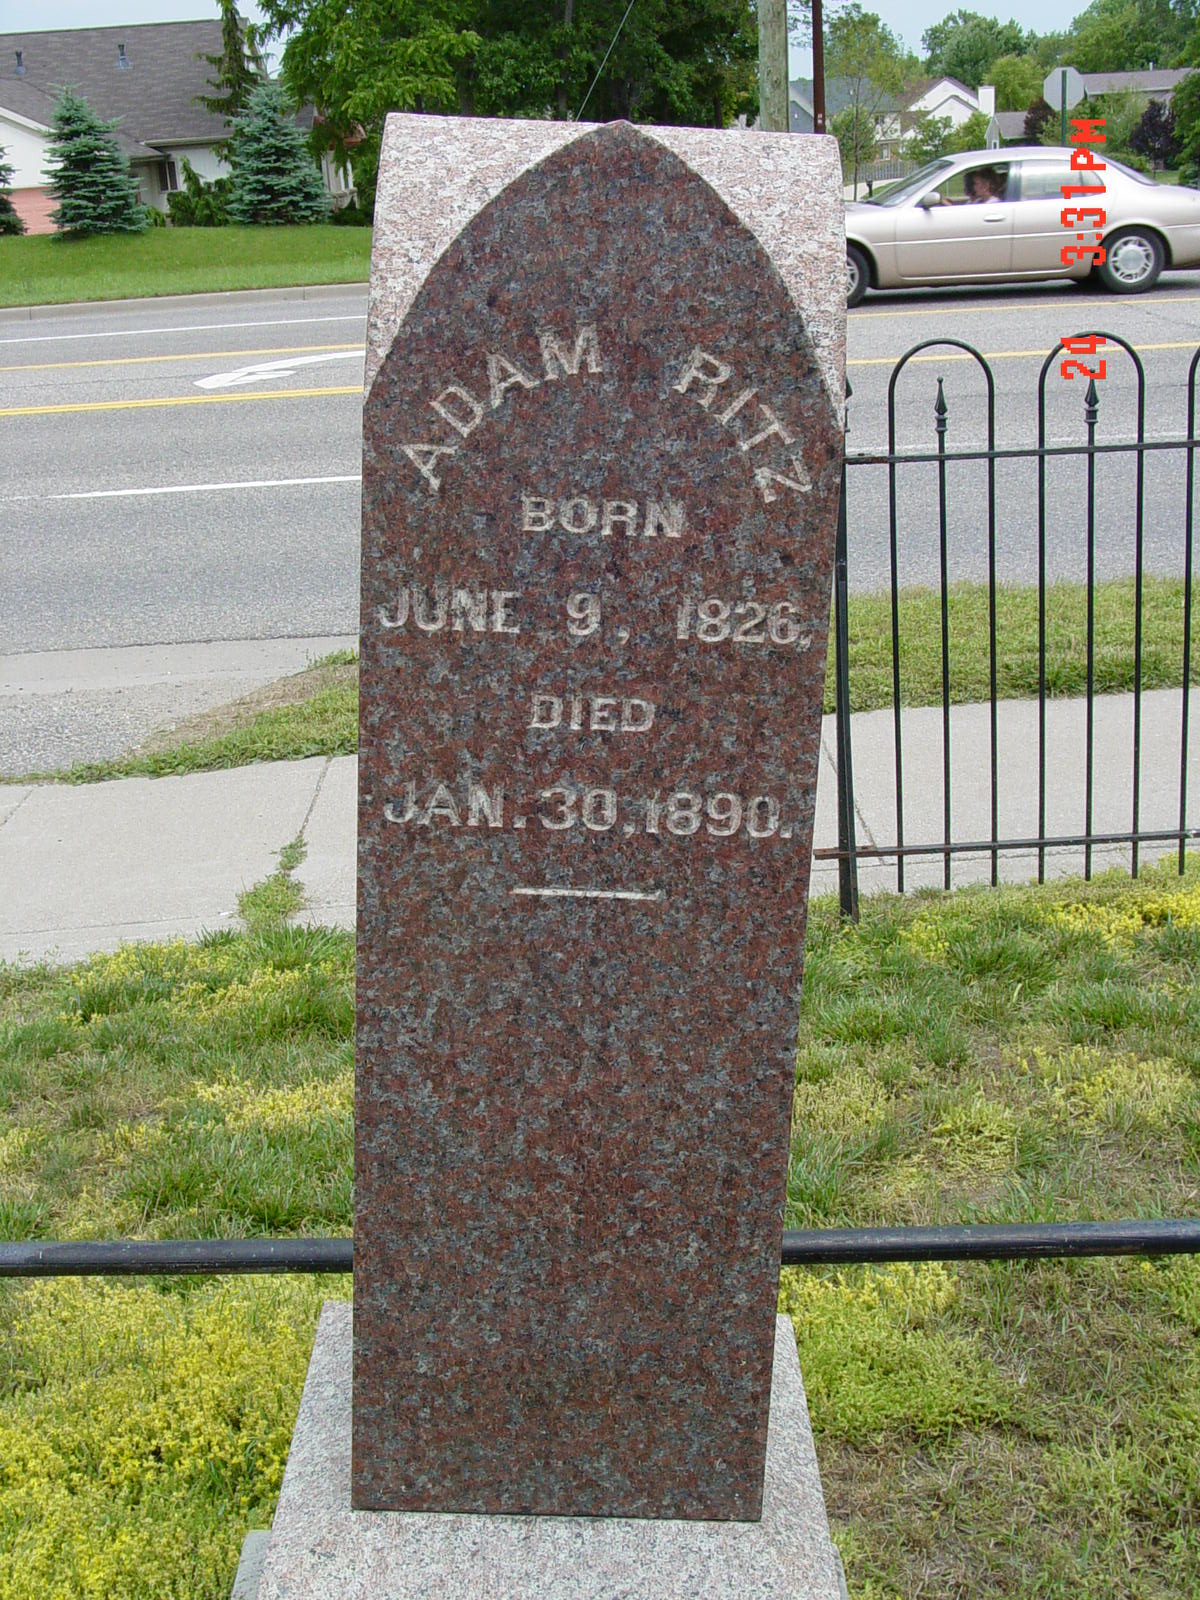 ADAM RITZ
BORN
JUNE 9, 1826.
DIED
JAN. 30, 1890.
24 3:31PM